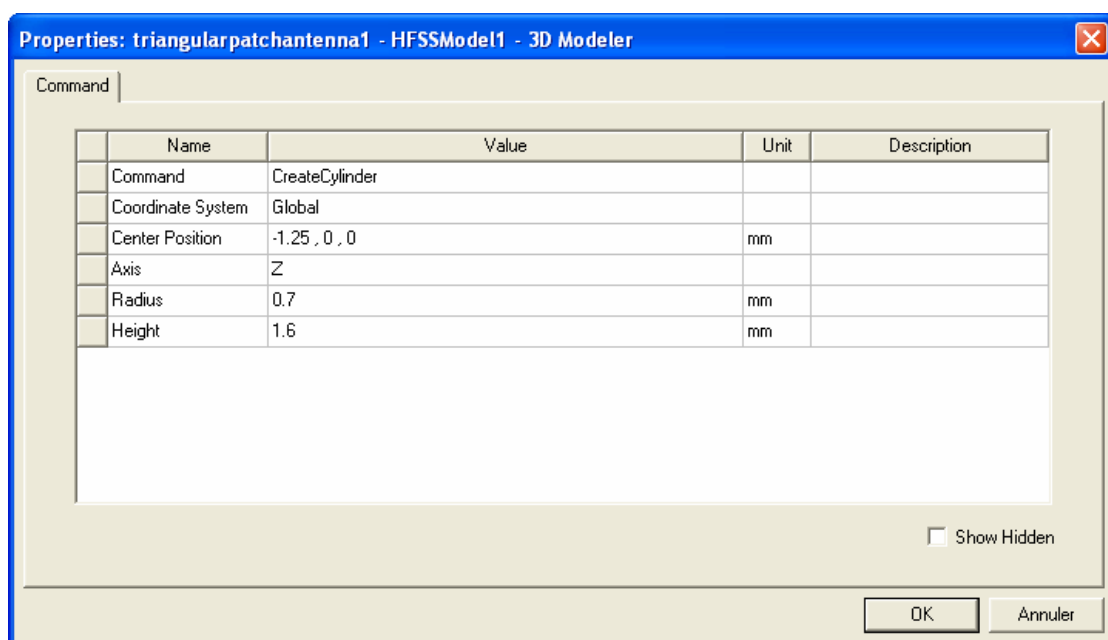 Properties: triangularpatchantenna1 - HFSSModel1 - 3D Modeler
Command
Name Value Unit Description
Command CreateCylinder
Coordinate System Global
Center Position -1.25 , 0 , 0 mm
Axis Z
Radius 0.7 mm
Height 1.6 mm
Show Hidden
OK Annuler